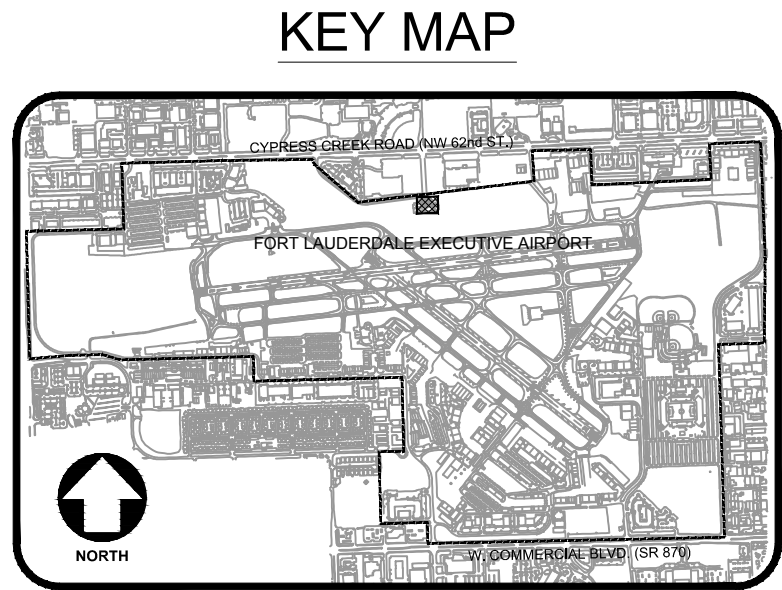 KEY MAP
CYPRESS CREEK ROAD (NW 62nd ST.)
FORT LAUDERDALE EXECUTIVE AIRPORT
NORTH
W. COMMERCIAL BLVD. (SR 870)